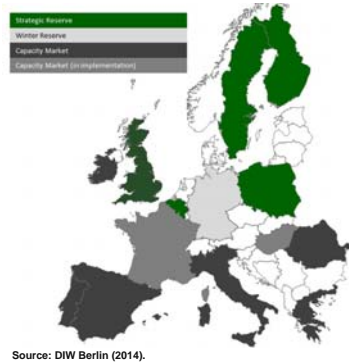 Strategic Reserve
Winter Reserve
Capacity Market
Capacity Market (in implementation)
Source: DIW Berlin (2014).